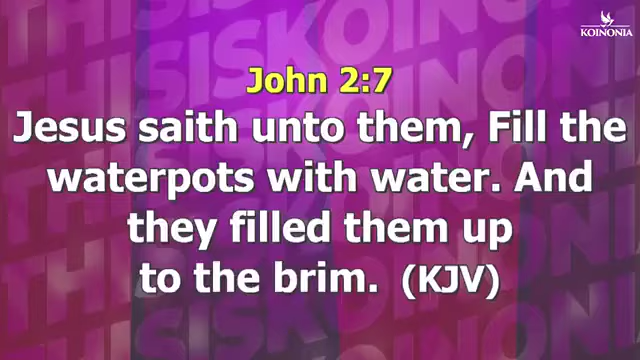 KOINONIA
John 2:7
Jesus saith unto them, Fill the
waterpots with water. And
they filled them up
to the brim. (KJV)